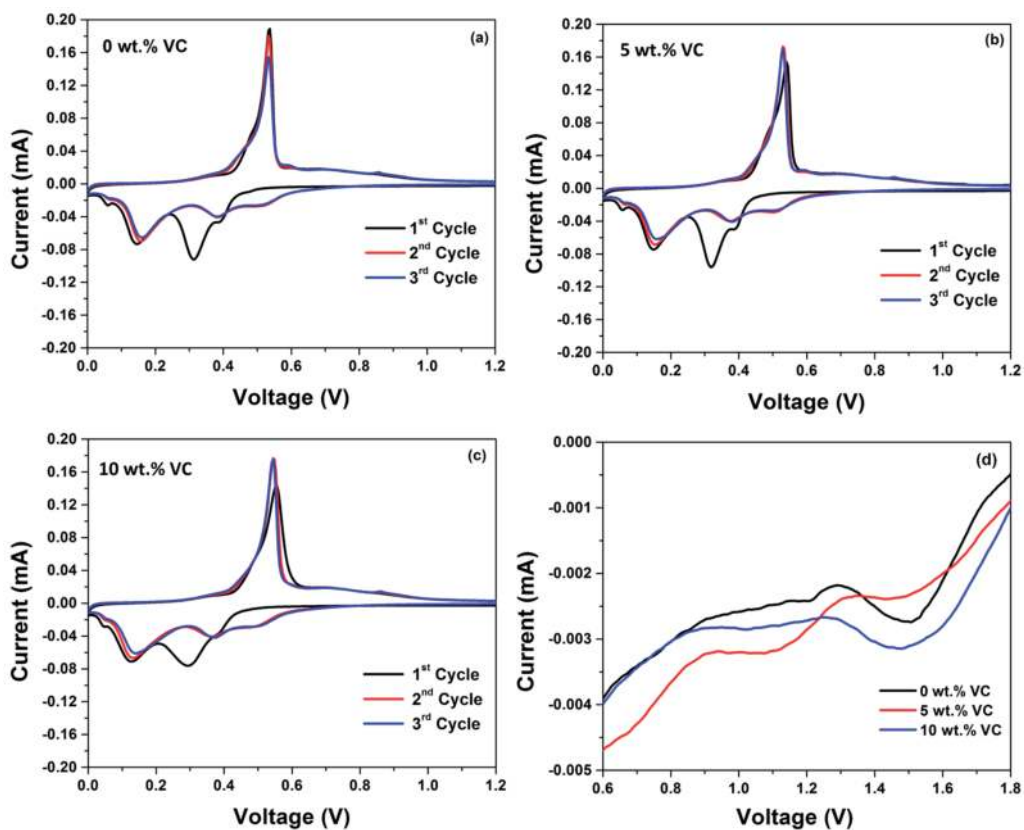 0 wt.% VC
(a)
0.20
0.16
0.12
0.08
0.04
0.00
-0.04
-0.08
-0.12
-0.16
-0.20
Current (mA)
1st Cycle
2nd Cycle
3rd Cycle
0.0 0.2 0.4 0.6 0.8 1.0 1.2
Voltage (V)
5 wt.% VC
(b)
0.20
0.16
0.12
0.08
0.04
0.00
-0.04
-0.08
-0.12
-0.16
-0.20
Current (mA)
1st Cycle
2nd Cycle
3rd Cycle
0.0 0.2 0.4 0.6 0.8 1.0 1.2
Voltage (V)
10 wt.% VC
(c)
0.20
0.16
0.12
0.08
0.04
0.00
-0.04
-0.08
-0.12
-0.16
-0.20
Current (mA)
1st Cycle
2nd Cycle
3rd Cycle
0.0 0.2 0.4 0.6 0.8 1.0 1.2
Voltage (V)
(d)
0.000
-0.001
-0.002
-0.003
-0.004
-0.005
Current (mA)
0 wt.% VC
5 wt.% VC
10 wt.% VC
0.6 0.8 1.0 1.2 1.4 1.6 1.8
Voltage (V)